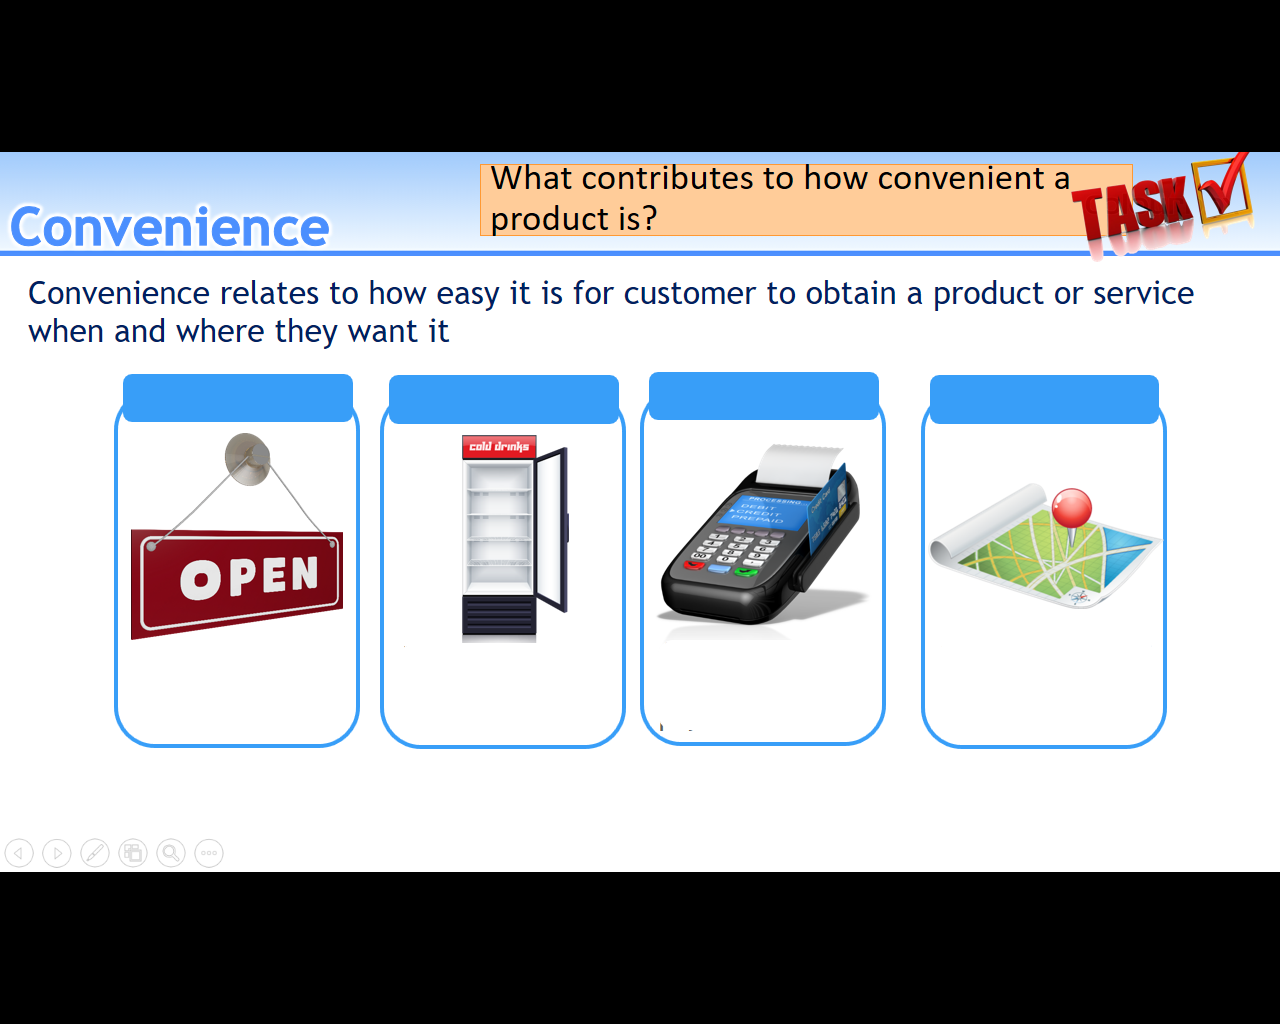 What contributes to how convenient a
product is?
TASK
Convenience
Convenience relates to how easy it is for customer to obtain a product or service
when and where they want it
OPEN
cold drinks
PROCESSING
DEBIT
CREDIT
PREPAID